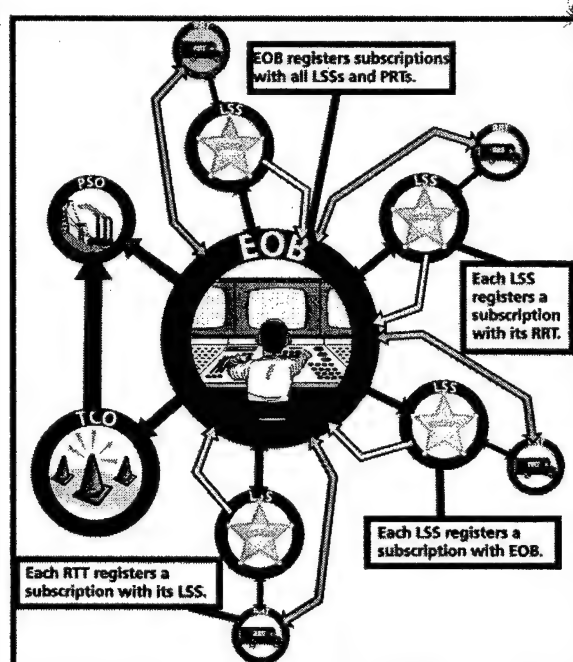 EOB registers subscriptions
with all LSSs and PRTs.
LSS
RRT
PSO
LSS
EOB
Each LSS
registers a
subscription
with its RRT.
LSS
TCO
Each LSS registers a
subscription with EOB.
Each RTT registers a
subscription with its LSS.